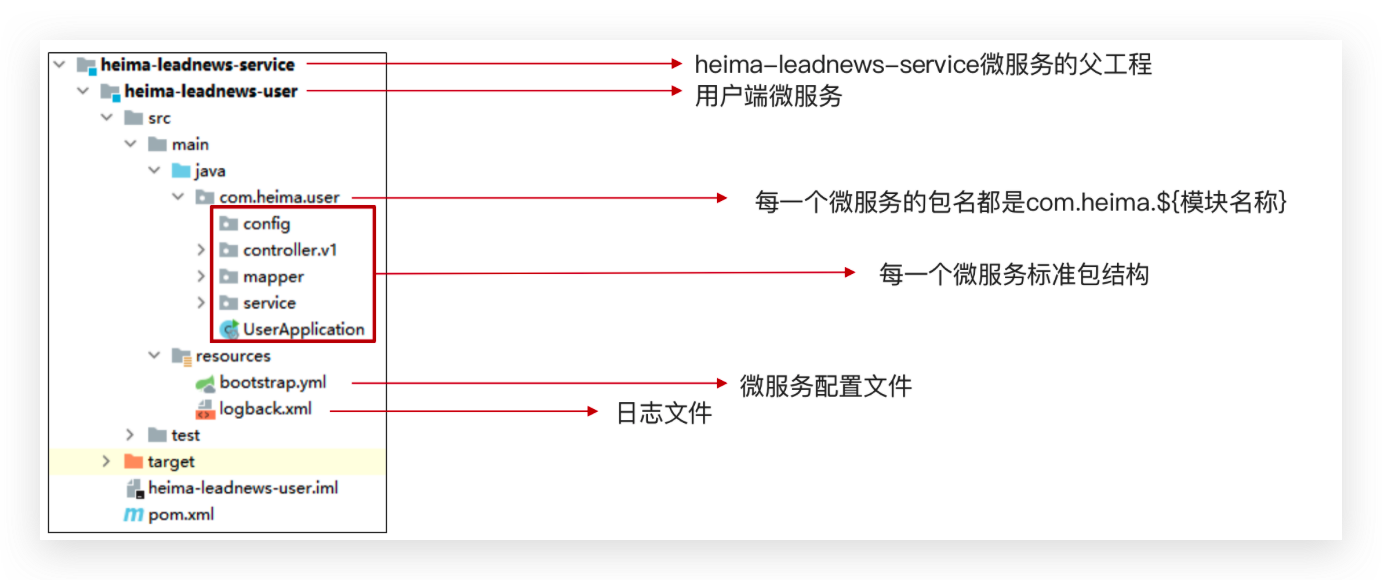 heima-leadnews-service
heima-leadnews-service微服务的父工程
heima-leadnews-user
用户端微服务
src
main
java
com.heima.user
每一个微服务的包名都是com.heima.${模块名称}
config
controller.v1
mapper
每一个微服务标准包结构
service
UserApplication
resources
bootstrap.yml
微服务配置文件
logback.xml
日志文件
test
target
heima-leadnews-user.iml
pom.xml